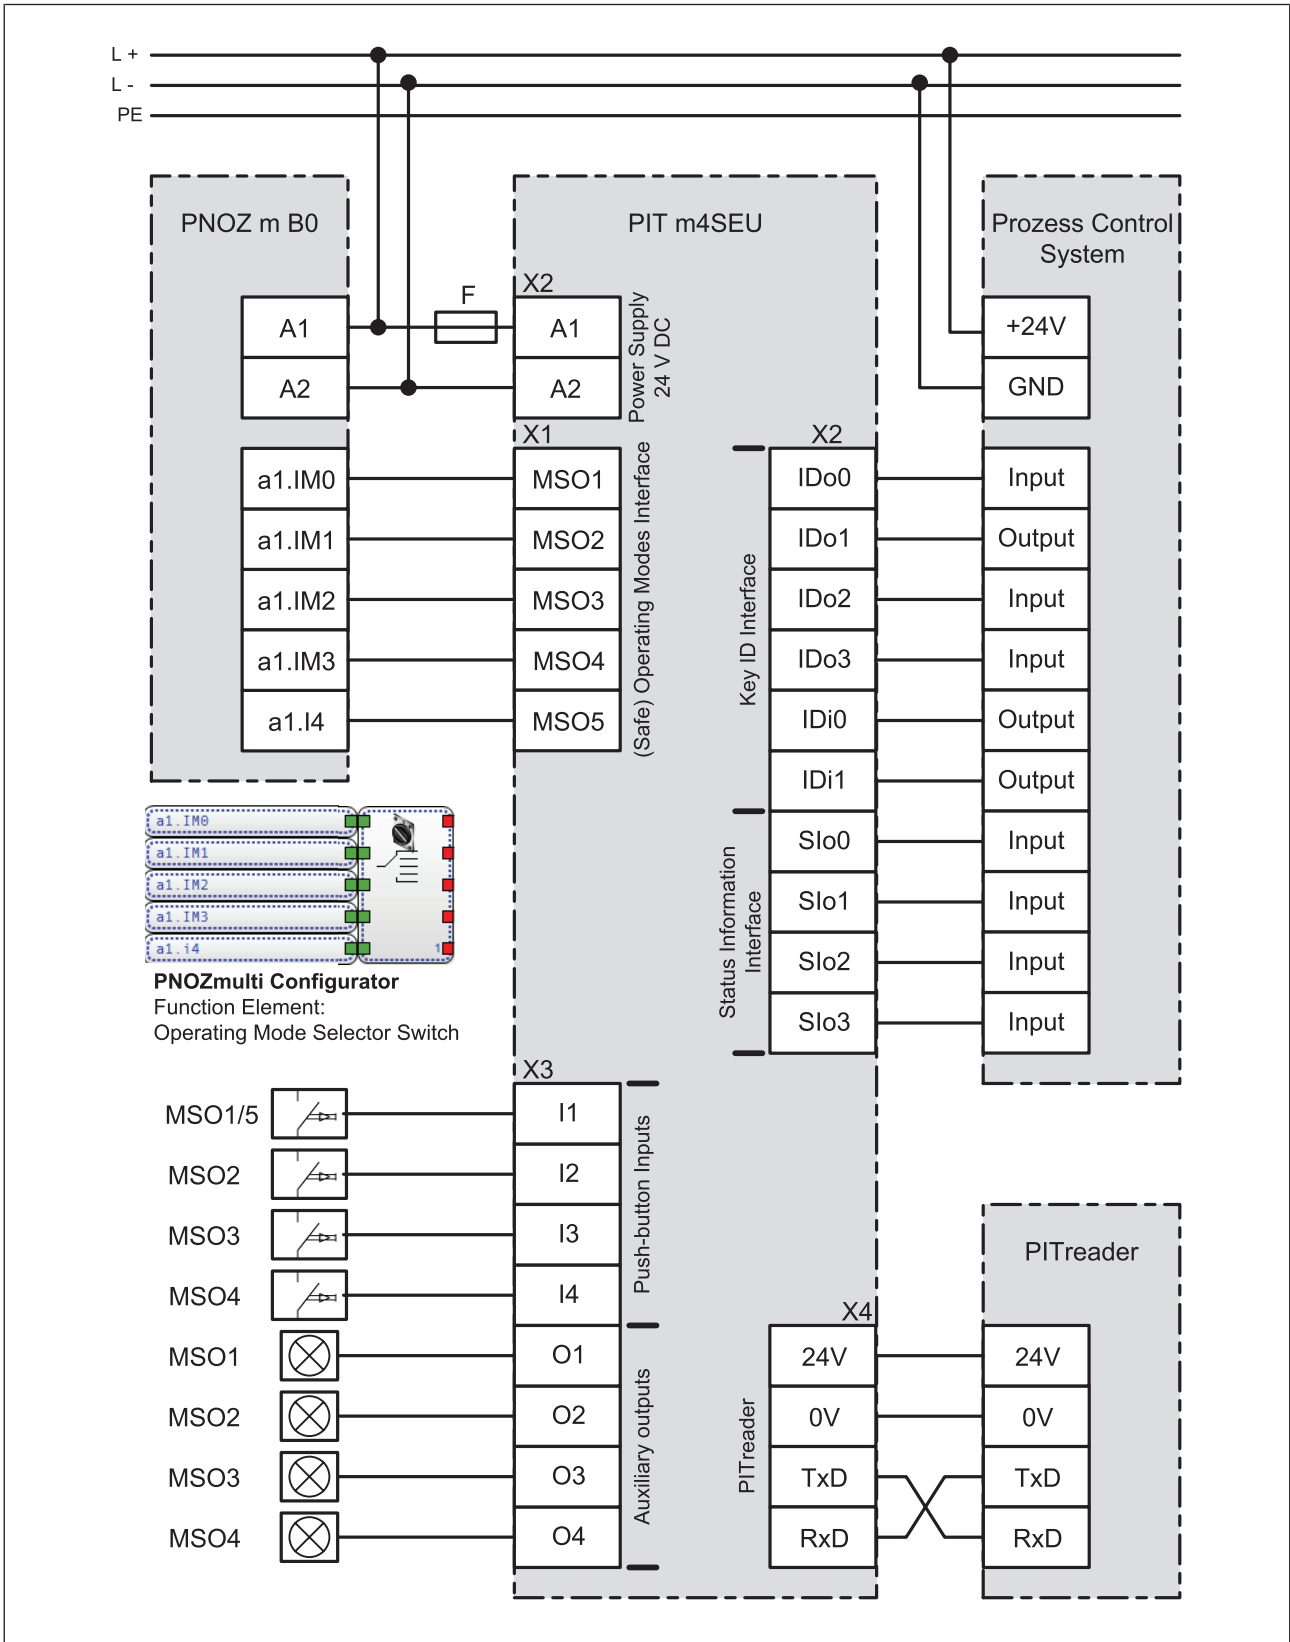 L +
L -
PE
PNOZ m B0
A1
A2
a1.IM0
a1.IM1
a1.IM2
a1.IM3
a1.I4
F
PIT m4SEU
X2
A1
A2
Power Supply
24 V DC
X1
MSO1
MSO2
MSO3
MSO4
MSO5
(Safe) Operating Modes Interface
X2
IDo0
IDo1
IDo2
IDo3
IDi0
IDi1
Key ID Interface
SIo0
SIo1
SIo2
SIo3
Status Information
Interface
Prozess Control
System
+24V
GND
Input
Output
Input
Input
Output
Output
Input
Input
Input
Input
a1.IM0
a1.IM1
a1.IM2
a1.IM3
a1.i4
1
PNOZmulti Configurator
Function Element:
Operating Mode Selector Switch
MSO1/5
MSO2
MSO3
MSO4
MSO1
MSO2
MSO3
MSO4
X3
I1
I2
I3
I4
Push-button Inputs
O1
O2
O3
O4
Auxiliary outputs
X4
24V
0V
TxD
RxD
PITreader
PITreader
24V
0V
TxD
RxD